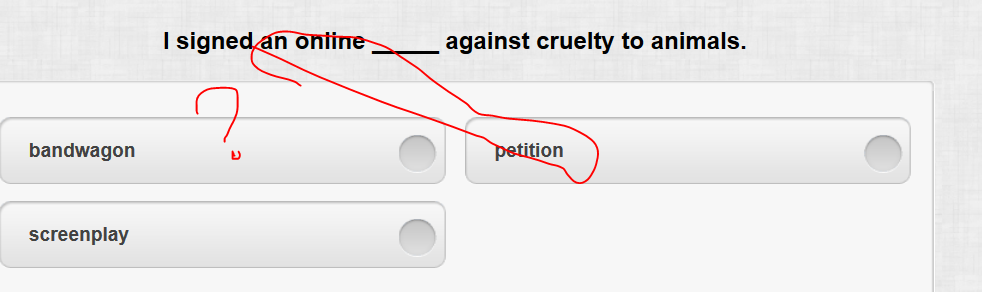 I signed an online _____ against cruelty to animals.
?
bandwagon
petition
screenplay